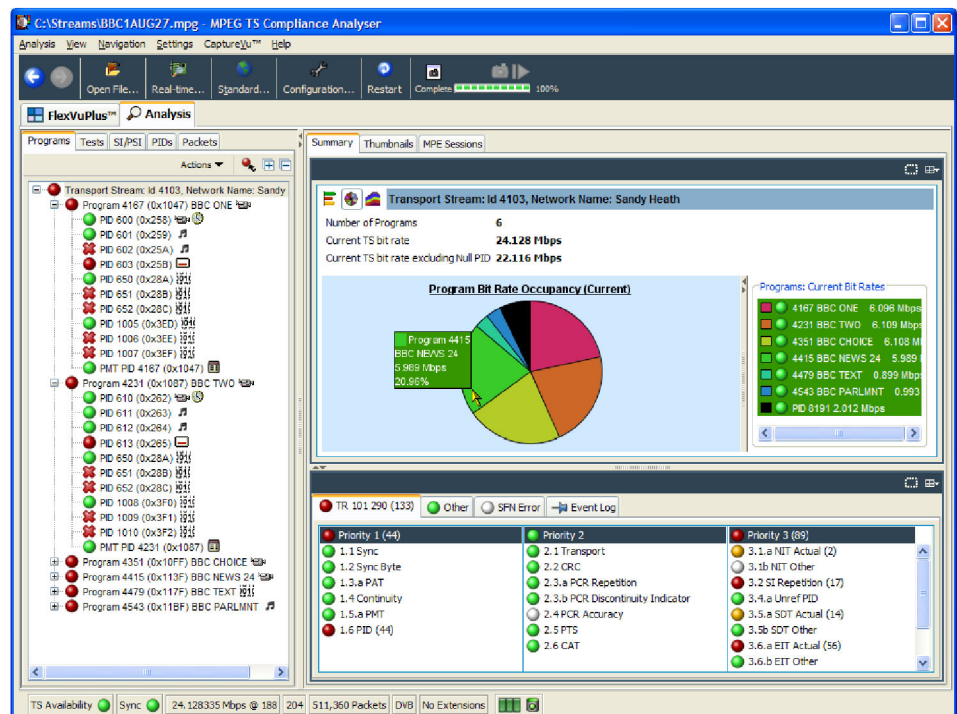 C:\Streams\BBC1AUG27.mpg - MPEG TS Compliance Analyser
Analysis View Navigation Settings CaptureVu™ Help
Open File... Real-time... Standard... Configuration... Restart Complete 100%
FlexVuPlus™ Analysis
Programs Tests SI/PSI PIDs Packets
Actions
Transport Stream: Id 4103, Network Name: Sandy
Program 4167 (0x1047) BBC ONE
PID 600 (0x258)
PID 601 (0x259)
PID 602 (0x25A)
PID 603 (0x25B)
PID 650 (0x28A)
PID 651 (0x28B)
PID 652 (0x28C)
PID 1005 (0x3ED)
PID 1006 (0x3EE)
PID 1007 (0x3EF)
PMT PID 4167 (0x1047)
Program 4231 (0x1087) BBC TWO
PID 610 (0x262)
PID 611 (0x263)
PID 612 (0x264)
PID 613 (0x265)
PID 650 (0x28A)
PID 651 (0x28B)
PID 652 (0x28C)
PID 1008 (0x3F0)
PID 1009 (0x3F1)
PID 1010 (0x3F2)
PMT PID 4231 (0x1087)
Program 4351 (0x10FF) BBC CHOICE
Program 4415 (0x113F) BBC NEWS 24
Program 4479 (0x117F) BBC TEXT
Program 4543 (0x11BF) BBC PARLMNT
Summary Thumbnails MPE Sessions
Transport Stream: Id 4103, Network Name: Sandy Heath
Number of Programs 6
Current TS bit rate 24.128 Mbps
Current TS bit rate excluding Null PID 22.116 Mbps
Program Bit Rate Occupancy (Current)
Program 4415
BBC NEWS 24
5.989 Mbps
20.96%
Programs: Current Bit Rates
4167 BBC ONE 6.096 Mbps
4231 BBC TWO 6.109 Mbps
4351 BBC CHOICE 6.108 M
4415 BBC NEWS 24 5.989
4479 BBC TEXT 0.899 Mbp
4543 BBC PARLMNT 0.993
PID 8191 2.012 Mbps
TR 101 290 (133) Other SFN Error Event Log
Priority 1 (44)
1.1 Sync
1.2 Sync Byte
1.3.a PAT
1.4 Continuity
1.5.a PMT
1.6 PID (44)
Priority 2
2.1 Transport
2.2 CRC
2.3.a PCR Repetition
2.3.b PCR Discontinuity Indicator
2.4 PCR Accuracy
2.5 PTS
2.6 CAT
Priority 3 (89)
3.1.a NIT Actual (2)
3.1b NIT Other
3.2 SI Repetition (17)
3.4.a Unref PID
3.5.a SDT Actual (14)
3.5b SDT Other
3.6.a EIT Actual (56)
3.6.b EIT Other
TS Availability Sync 24.128335 Mbps @ 188 204 511,360 Packets DVB No Extensions